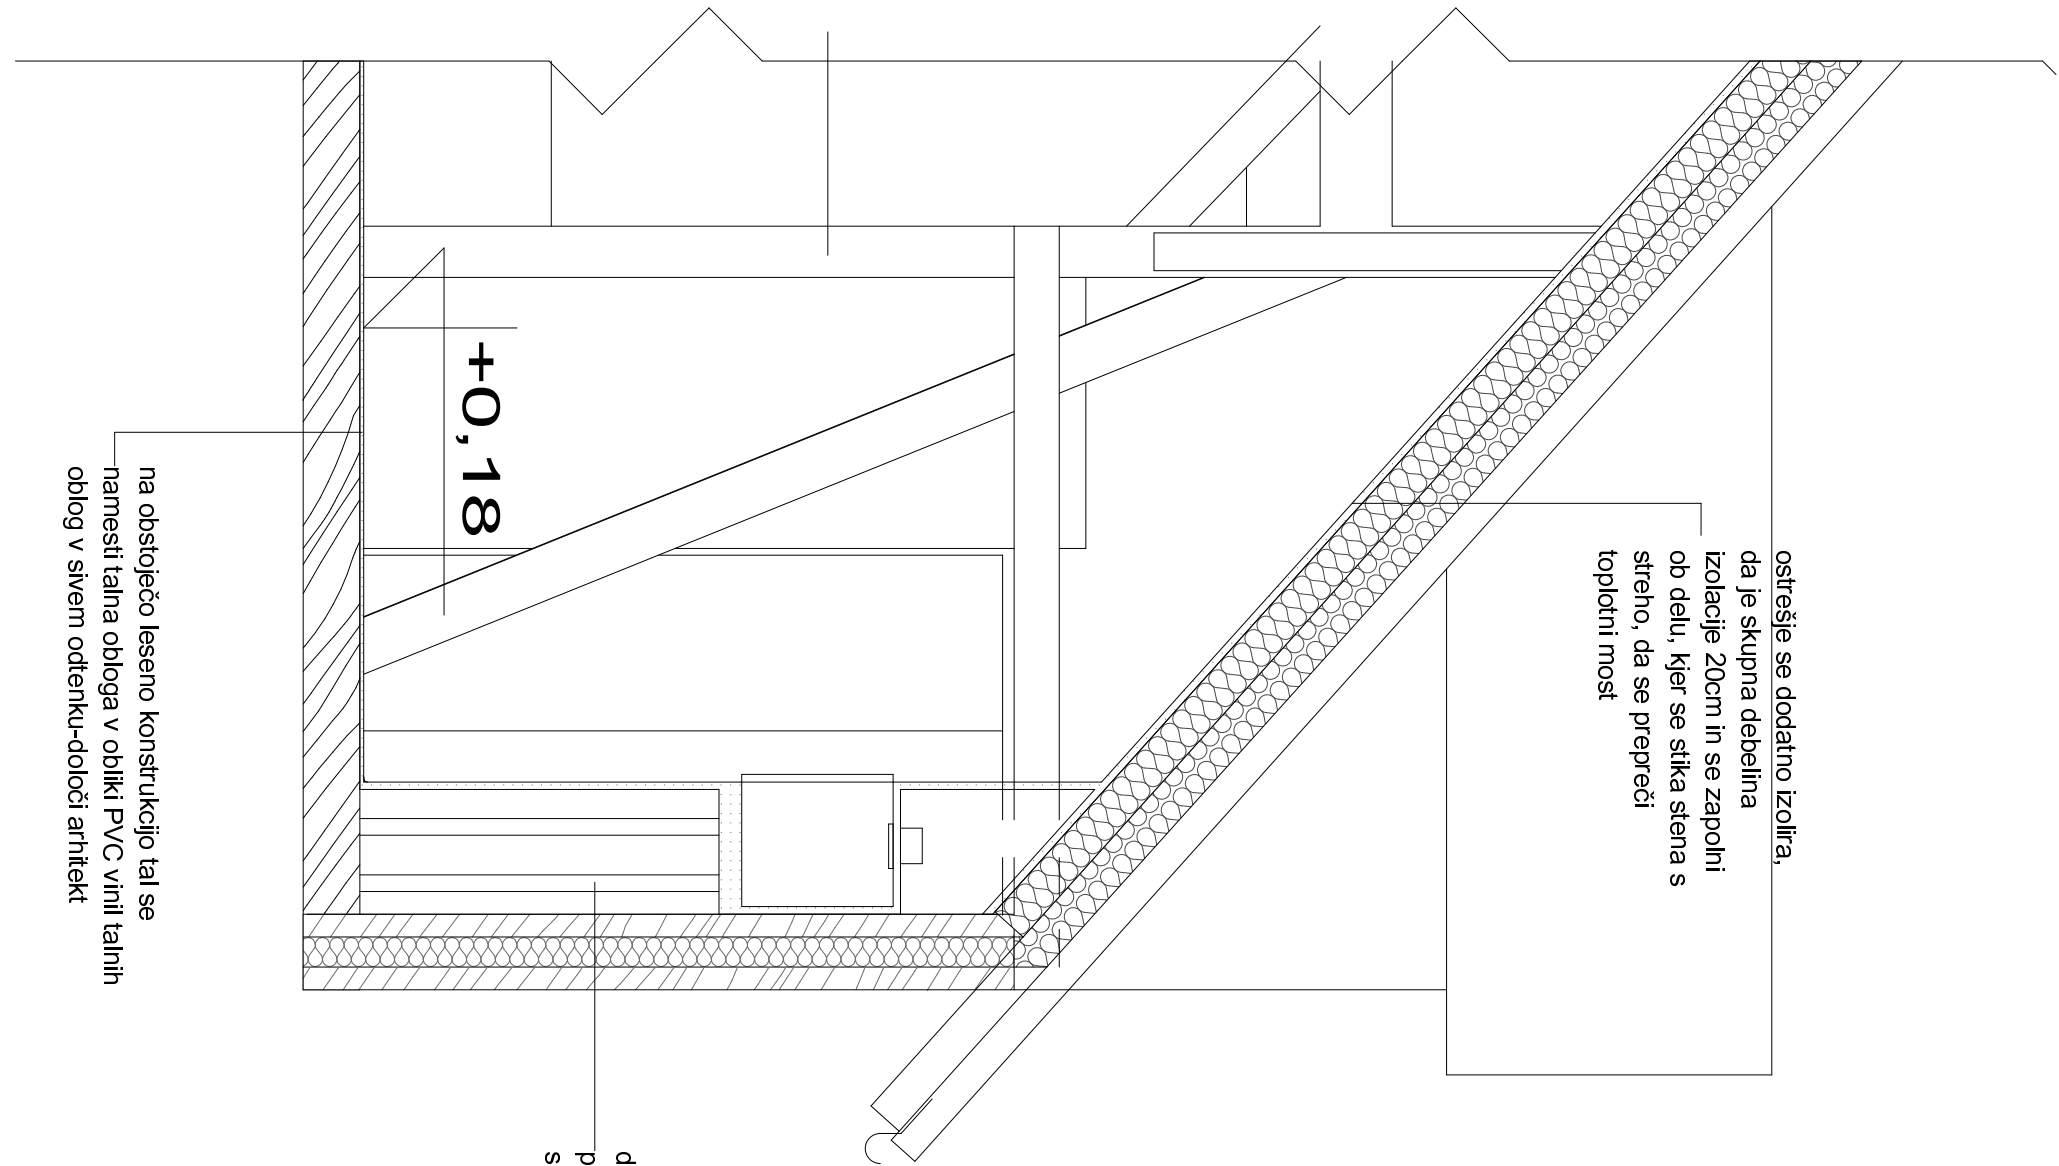 ostrešje se dodatno izolira,
da je skupna debelina
izolacije 20cm in se zapolni
ob delu, kjer se stika stena s
streho, da se prepreči
toplotni most
+0,18
na obstoječo leseno konstrukcijo tal se
namesti talna obloga v obliki PVC vinil talnih
oblog v sivem odtenku-določi arhitekt
d
p
s